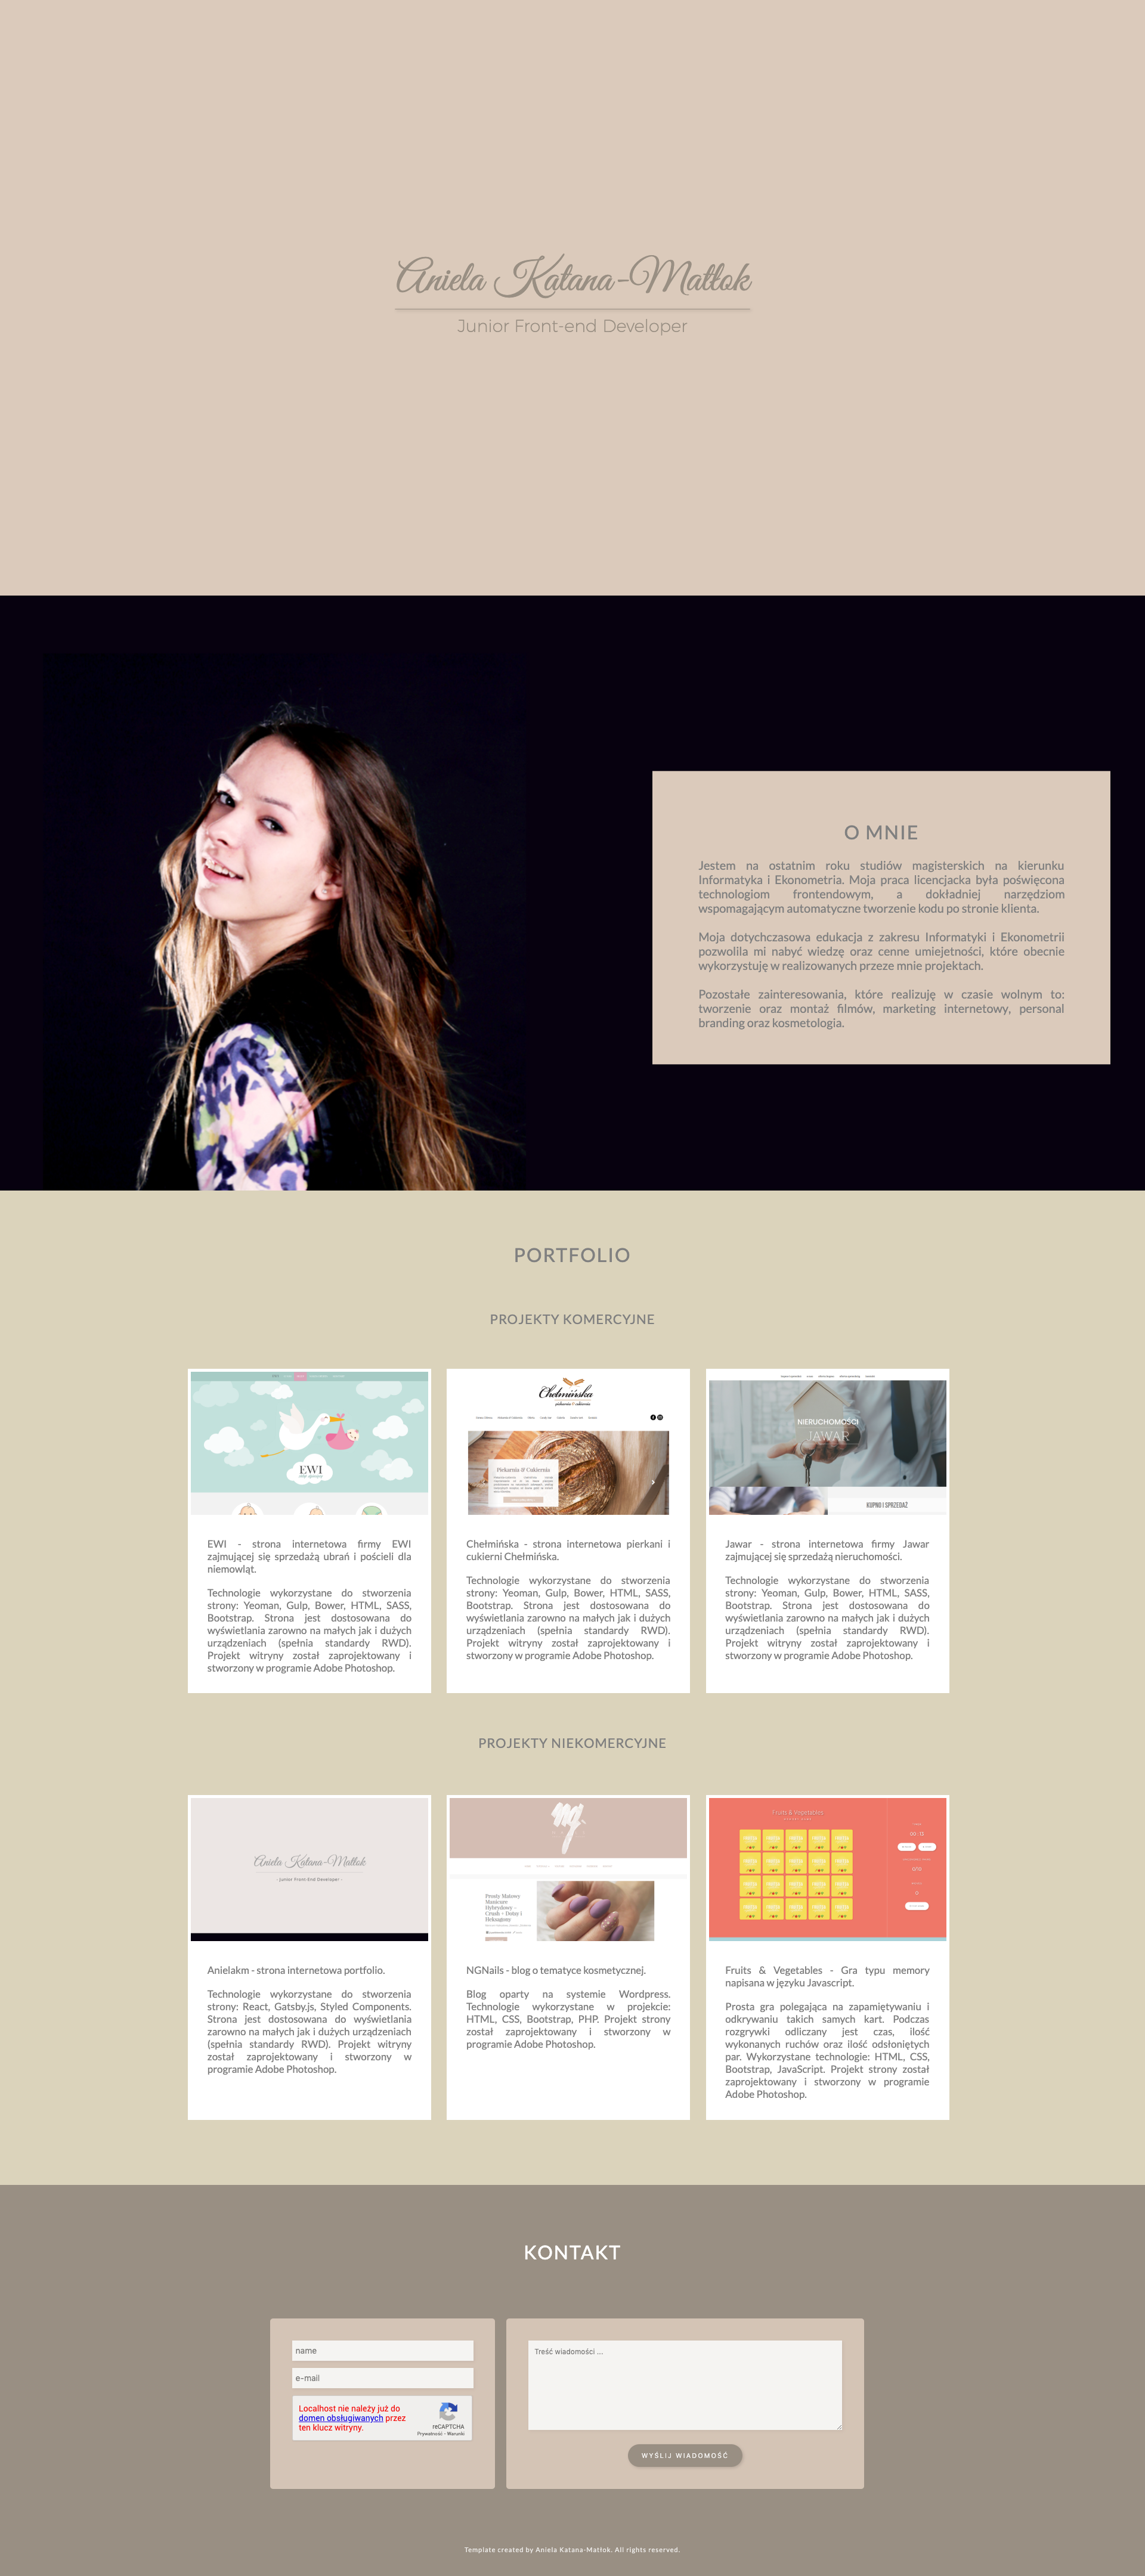 Aniela Katana-Matłok
Junior Front-end Developer
O MNIE
Jestem na ostatnim roku studiów magisterskich na kierunku
Informatyka i Ekonometria. Moja praca licencjacka była poświęcona
technologiom frontendowym, a dokładniej narzędziom
wspomagającym automatyczne tworzenie kodu po stronie klienta.
Moja dotychczasowa edukacja z zakresu Informatyki i Ekonometrii
pozwolila mi nabyć wiedzę oraz cenne umiejetności, które obecnie
wykorzystuję w realizowanych przeze mnie projektach.
Pozostałe zainteresowania, które realizuję w czasie wolnym to:
tworzenie oraz montaż filmów, marketing internetowy, personal
branding oraz kosmetologia.
PORTFOLIO
PROJEKTY KOMERCYJNE
EWI
Chełmińska
Piekarnia & Cukiernia
NIERUCHOMOŚCI
JAWAR
KUPNO I SPRZEDAŻ
EWI - strona internetowa firmy EWI
zajmującej się sprzedażą ubrań i pościeli dla
niemowląt.
Technologie wykorzystane do stworzenia
strony: Yeoman, Gulp, Bower, HTML, SASS,
Bootstrap. Strona jest dostosowana do
wyświetlania zarowno na małych jak i dużych
urządzeniach (spełnia standardy RWD).
Projekt witryny został zaprojektowany i
stworzony w programie Adobe Photoshop.
Chełmińska - strona internetowa pierkani i
cukierni Chełmińska.
Technologie wykorzystane do stworzenia
strony: Yeoman, Gulp, Bower, HTML, SASS,
Bootstrap. Strona jest dostosowana do
wyświetlania zarowno na małych jak i dużych
urządzeniach (spełnia standardy RWD).
Projekt witryny został zaprojektowany i
stworzony w programie Adobe Photoshop.
Jawar - strona internetowa firmy Jawar
zajmującej się sprzedażą nieruchomości.
Technologie wykorzystane do stworzenia
strony: Yeoman, Gulp, Bower, HTML, SASS,
Bootstrap. Strona jest dostosowana do
wyświetlania zarowno na małych jak i dużych
urządzeniach (spełnia standardy RWD).
Projekt witryny został zaprojektowany i
stworzony w programie Adobe Photoshop.
PROJEKTY NIEKOMERCYJNE
Aniela Katana-Matłok
- Junior Front-End Developer -
Prosty Matowy
Manicure
Hybrydowy –
Crush + Dotsy i
Heksagony
Fruits & Vegetables
Anielakm - strona internetowa portfolio.
Technologie wykorzystane do stworzenia
strony: React, Gatsby.js, Styled Components.
Strona jest dostosowana do wyświetlania
zarowno na małych jak i dużych urządzeniach
(spełnia standardy RWD). Projekt witryny
został zaprojektowany i stworzony w
programie Adobe Photoshop.
NGNails - blog o tematyce kosmetycznej.
Blog oparty na systemie Wordpress.
Technologie wykorzystane w projekcie:
HTML, CSS, Bootstrap, PHP. Projekt strony
został zaprojektowany i stworzony w
programie Adobe Photoshop.
Fruits & Vegetables - Gra typu memory
napisana w języku Javascript.
Prosta gra polegająca na zapamiętywaniu i
odkrywaniu takich samych kart. Podczas
rozgrywki odliczany jest czas, ilość
wykonanych ruchów oraz ilość odsłoniętych
par. Wykorzystane technologie: HTML, CSS,
Bootstrap, JavaScript. Projekt strony został
zaprojektowany i stworzony w programie
Adobe Photoshop.
KONTAKT
name
e-mail
Localhost nie należy już do
domen obsługiwanych przez
ten klucz witryny.
reCAPTCHA
Prywatność - Warunki
Treść wiadomości ...
WYŚLIJ WIADOMOŚĆ
Template created by Aniela Katana-Matłok. All rights reserved.